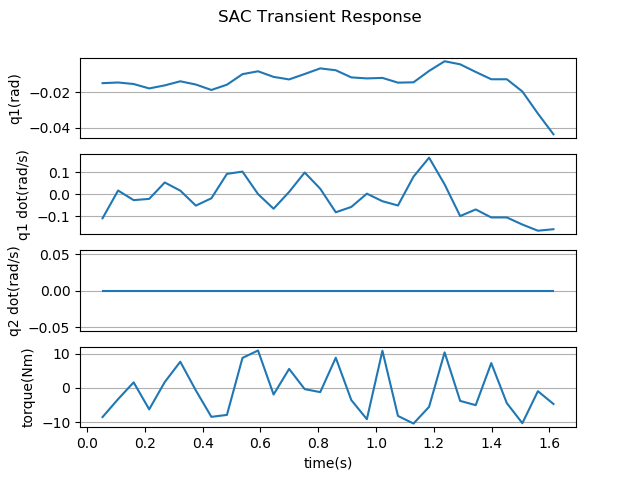 SAC Transient Response
q1(rad)
−0.02
−0.04
q1 dot(rad/s)
0.1
0.0
−0.1
q2 dot(rad/s)
0.05
0.00
−0.05
torque(Nm)
10
0
−10
0.0 0.2 0.4 0.6 0.8 1.0 1.2 1.4 1.6
time(s)